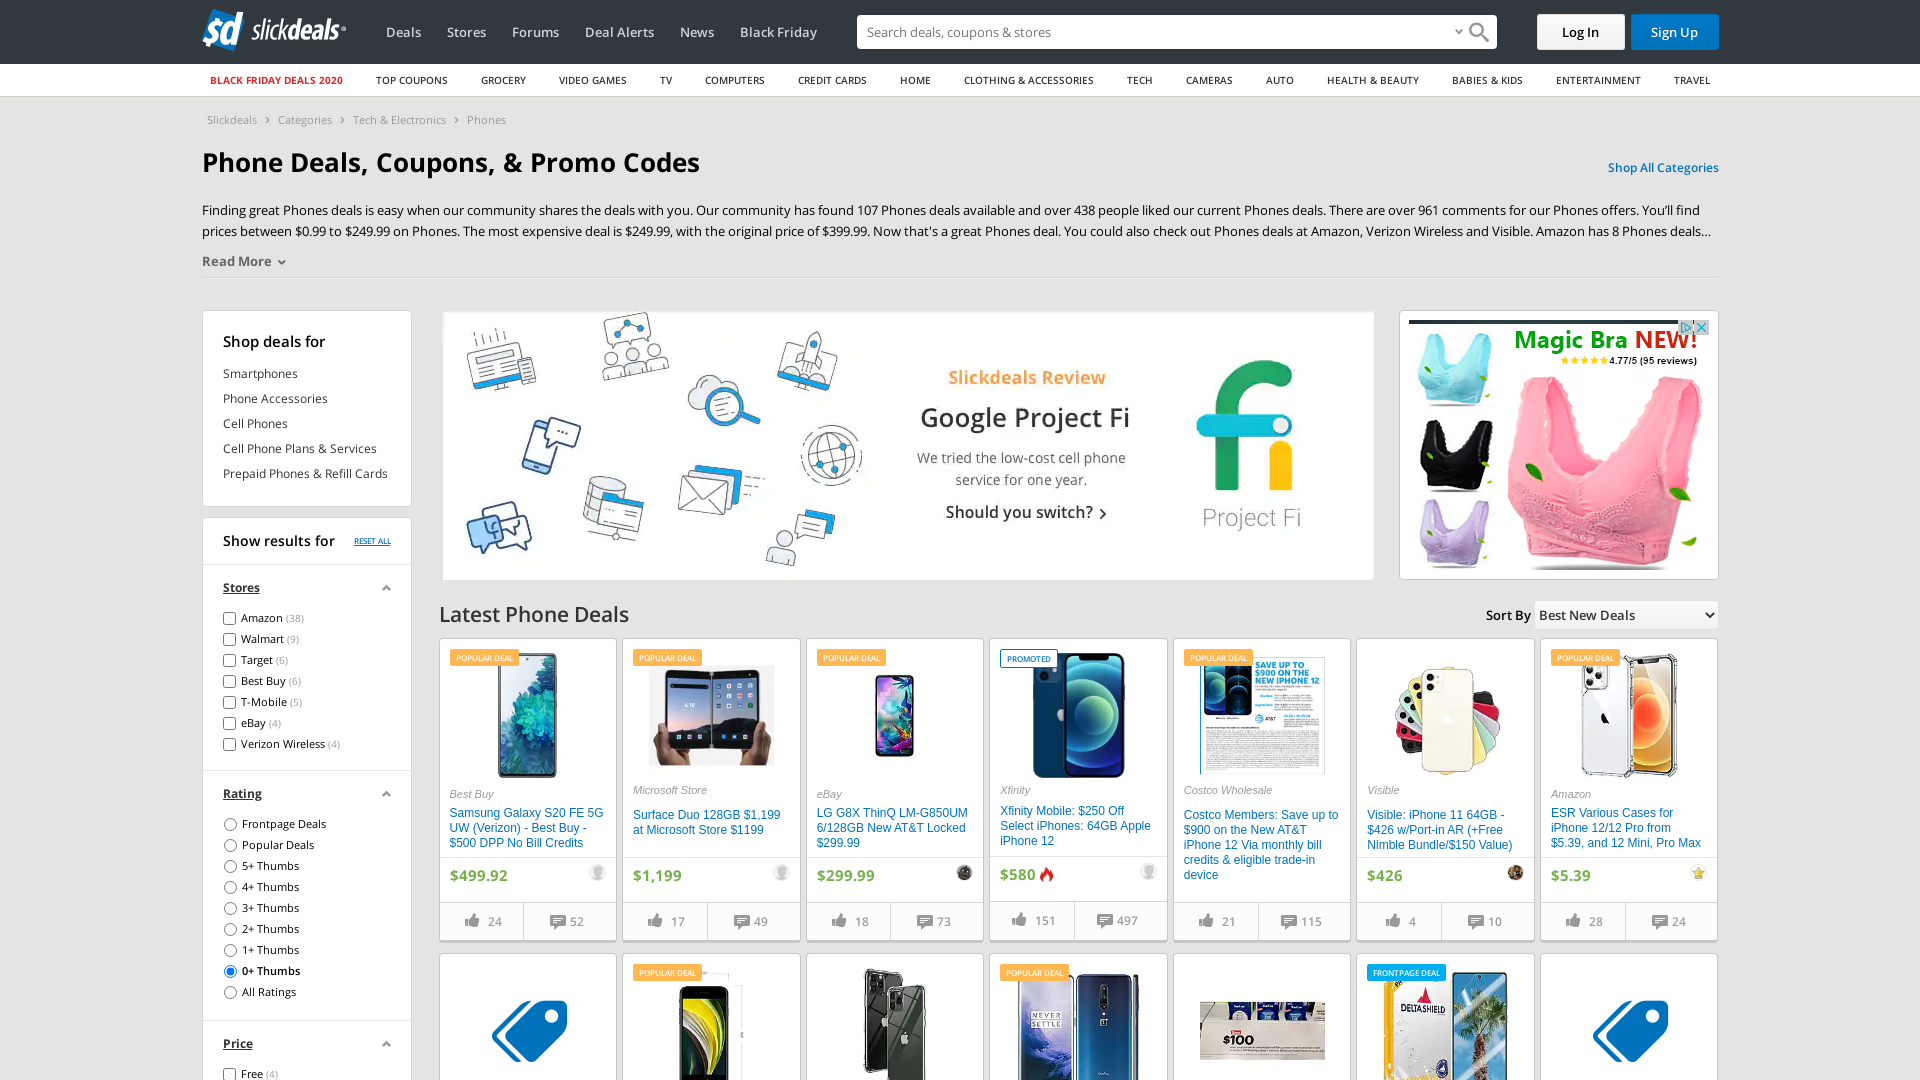 slickdeals
Deals
Stores
Forums
Deal Alerts
News
Black Friday
Search deals, coupons & stores
Log In
Sign Up
BLACK FRIDAY DEALS 2020
TOP COUPONS
GROCERY
VIDEO GAMES
TV
COMPUTERS
CREDIT CARDS
HOME
CLOTHING & ACCESSORIES
TECH
CAMERAS
AUTO
HEALTH & BEAUTY
BABIES & KIDS
ENTERTAINMENT
TRAVEL
Slickdeals > Categories > Tech & Electronics > Phones
Phone Deals, Coupons, & Promo Codes
Shop All Categories
Finding great Phones deals is easy when our community shares the deals with you. Our community has found 107 Phones deals available and over 438 people liked our current Phones deals. There are over 961 comments for our Phones offers. You'll find
prices between $0.99 to $249.99 on Phones. The most expensive deal is $249.99, with the original price of $399.99. Now that's a great Phones deal. You could also check out Phones deals at Amazon, Verizon Wireless and Visible. Amazon has 8 Phones deals...
Read More
Shop deals for
Smartphones
Phone Accessories
Cell Phones
Cell Phone Plans & Services
Prepaid Phones & Refill Cards
Show results for
RESET ALL
Stores
Amazon (38)
Walmart (9)
Target (6)
Best Buy (6)
T-Mobile (5)
eBay (4)
Verizon Wireless (4)
Rating
Frontpage Deals
Popular Deals
5+ Thumbs
4+ Thumbs
3+ Thumbs
2+ Thumbs
1+ Thumbs
0+ Thumbs
All Ratings
Price
Free (4)
Slickdeals Review
Google Project Fi
We tried the low-cost cell phone
service for one year.
Should you switch? >
Project Fi
Magic Bra NEW!
4.77/5 (95 reviews)
Latest Phone Deals
Sort By
Best New Deals
POPULAR DEAL
Best Buy
Samsung Galaxy S20 FE 5G
UW (Verizon) - Best Buy -
$500 DPP No Bill Credits
$499.92
24
52
POPULAR DEAL
Microsoft Store
Surface Duo 128GB $1,199
at Microsoft Store $1199
$1,199
17
49
POPULAR DEAL
eBay
LG G8X ThinQ LM-G850UM
6/128GB New AT&T Locked
$299.99
$299.99
18
73
PROMOTED
Xfinity
Xfinity Mobile: $250 Off
Select iPhones: 64GB Apple
iPhone 12
$580
151
497
POPULAR DEAL
SAVE UP TO
$900 ON THE
NEW iPHONE 12
AT&T
Costco Wholesale
Costco Members: Save up to
$900 on the New AT&T
iPhone 12 Via monthly bill
credits & eligible trade-in
device
21
115
Visible
Visible: iPhone 11 64GB -
$426 w/Port-in AR (+Free
Nimble Bundle/$150 Value)
$426
4
10
POPULAR DEAL
Amazon
ESR Various Cases for
iPhone 12/12 Pro from
$5.39, and 12 Mini, Pro Max
$5.39
28
24
POPULAR DEAL
POPULAR DEAL
NEVER
SETTLE
$100
FRONTPAGE DEAL
DELTASHIELD